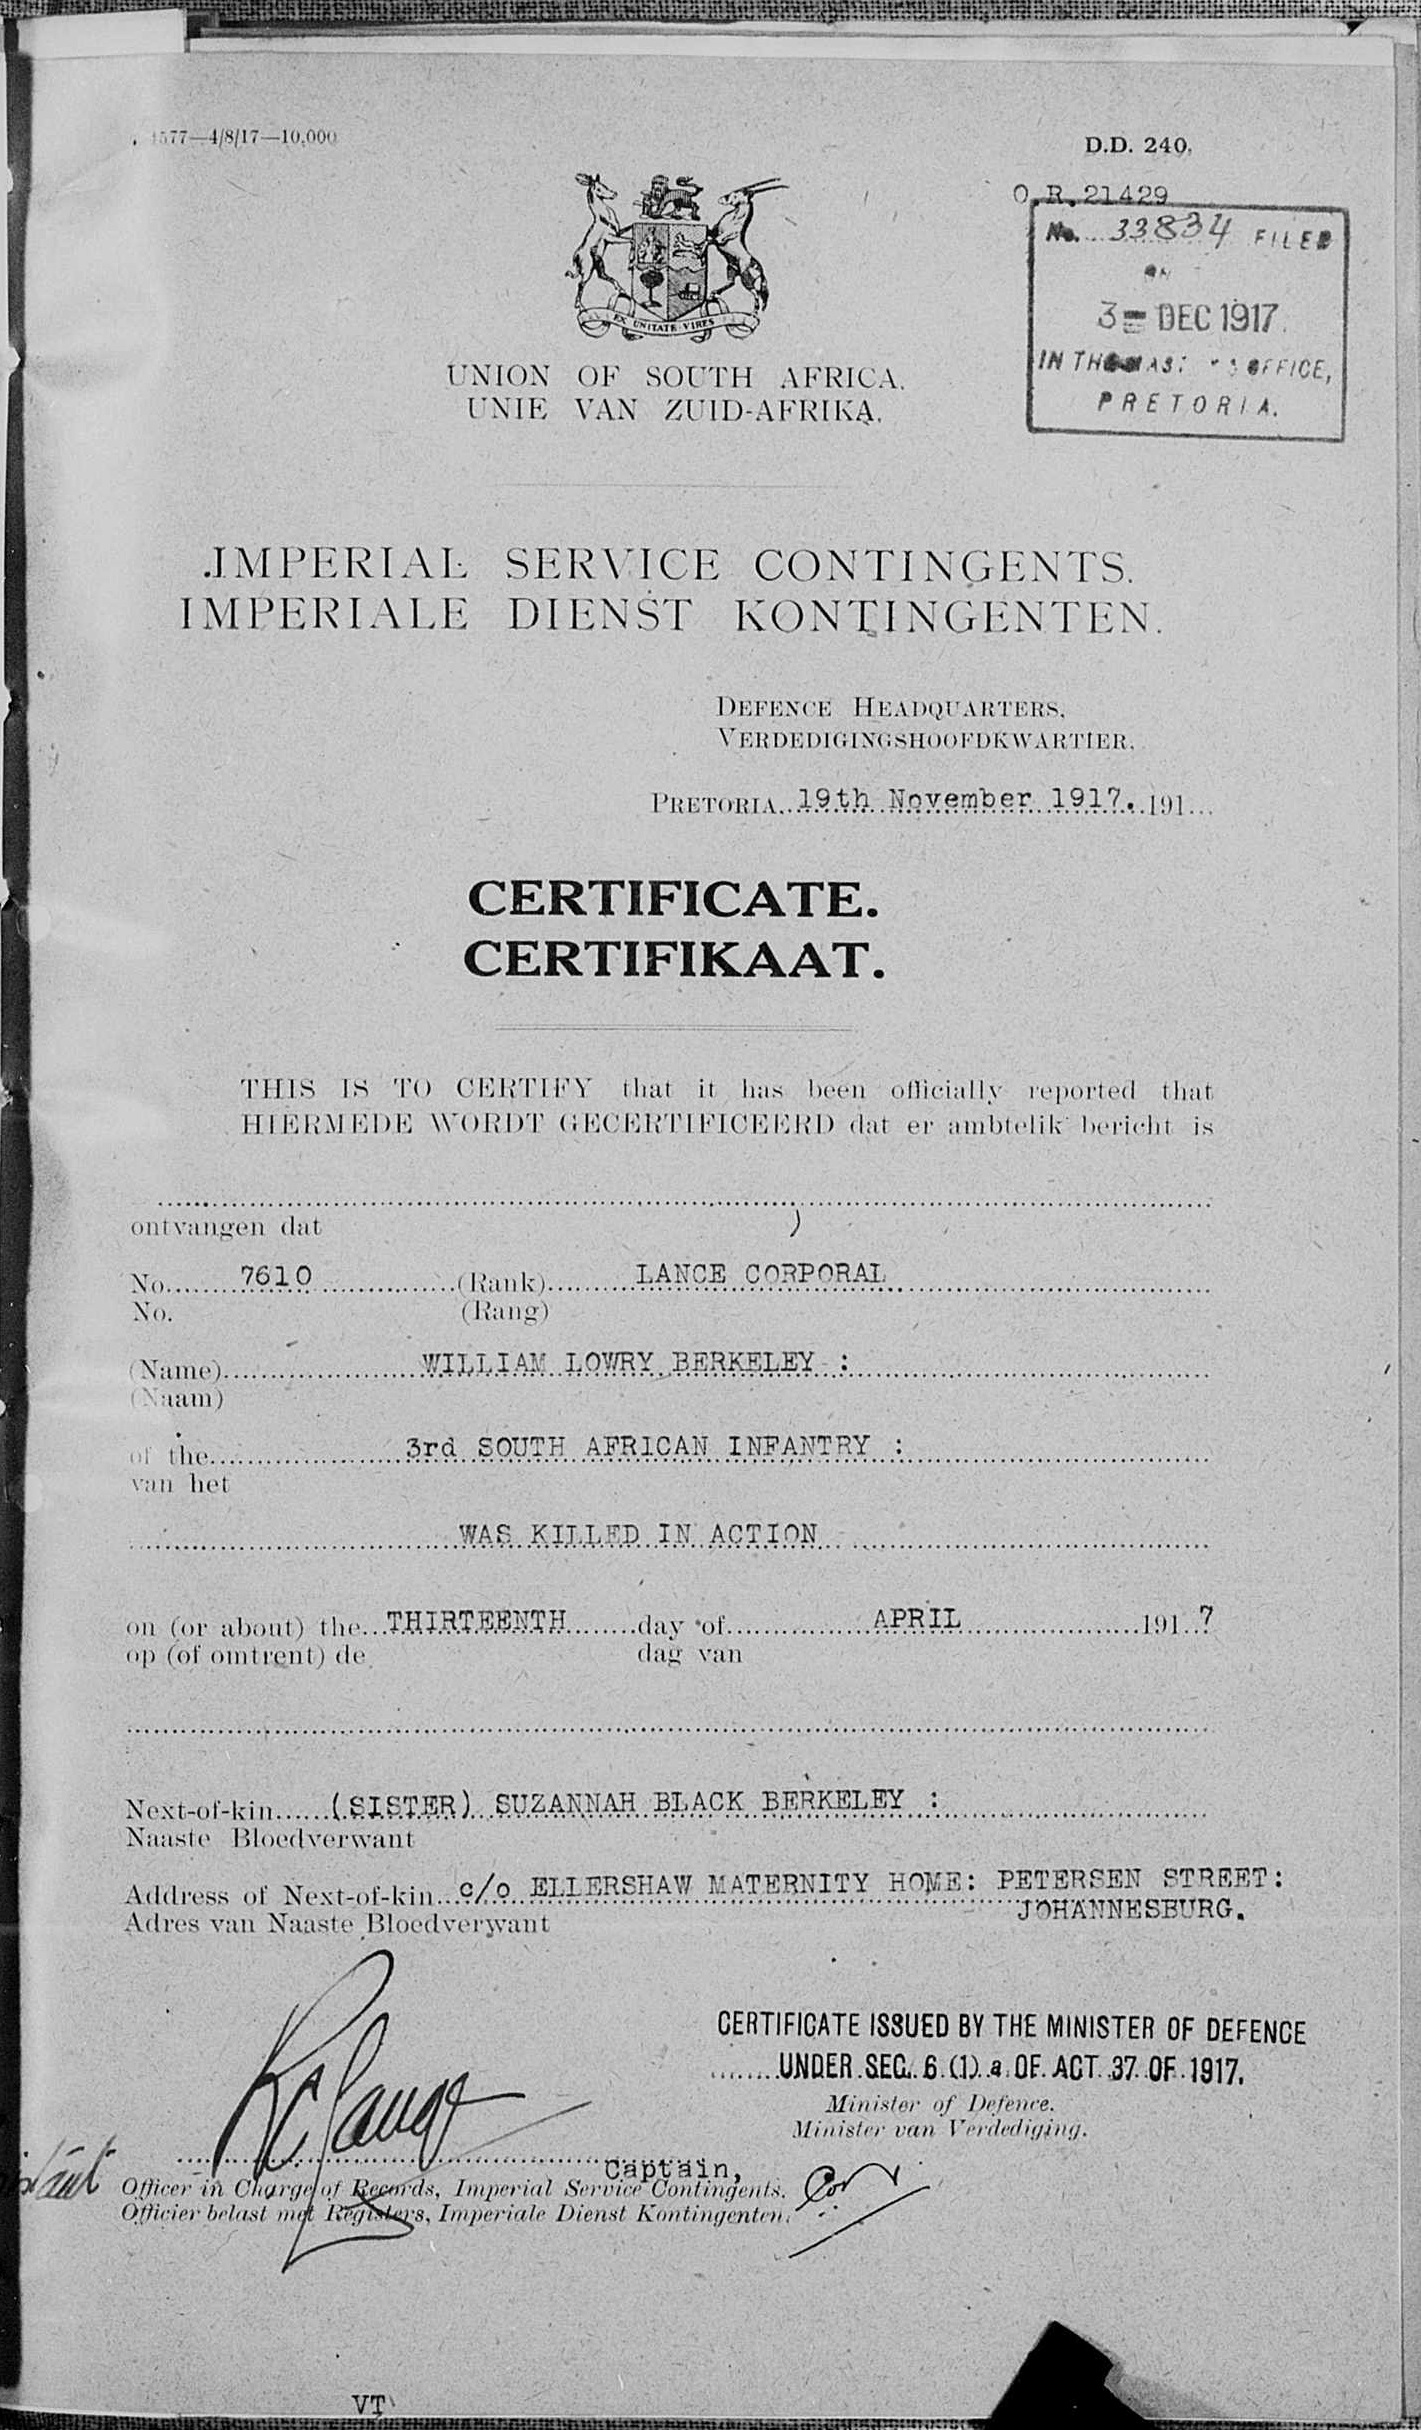 4577—4/8/17—10,000
D.D. 240.
O.R.21429
No. 33834 FILED
ON
3 - DEC 1917
IN THE MASTER'S OFFICE,
PRETORIA.
EX UNITATE VIRES
UNION OF SOUTH AFRICA.
UNIE VAN ZUID-AFRIKA.
IMPERIAL SERVICE CONTINGENTS.
IMPERIALE DIENST KONTINGENTEN.
DEFENCE HEADQUARTERS,
VERDEDIGINGSHOOFDKWARTIER,
PRETORIA, 19th November 1917. 191...
CERTIFICATE.
CERTIFIKAAT.
THIS IS TO CERTIFY that it has been officially reported that
HIERMEDE WORDT GECERTIFICEERD dat er ambtelik bericht is
ontvangen dat
No. 7610 (Rank) LANCE CORPORAL
No. (Rang)
(Name) WILLIAM LOWRY BERKELEY :
(Naam)
of the 3rd SOUTH AFRICAN INFANTRY :
van het
WAS KILLED IN ACTION
on (or about) the THIRTEENTH day of APRIL 191 7
op (of omtrent) de dag van
Next-of-kin (SISTER) SUZANNAH BLACK BERKELEY :
Naaste Bloedverwant
Address of Next-of-kin c/o ELLERSHAW MATERNITY HOME: PETERSEN STREET:
JOHANNESBURG.
Adres van Naaste Bloedverwant
CERTIFICATE ISSUED BY THE MINISTER OF DEFENCE
UNDER SEC. 6 (1) a OF ACT 37 OF 1917.
Minister of Defence.
Minister van Verdediging.
Captain,
Officer in Charge of Records, Imperial Service Contingents.
Officier belast met Registers, Imperiale Dienst Kontingenten.
VT